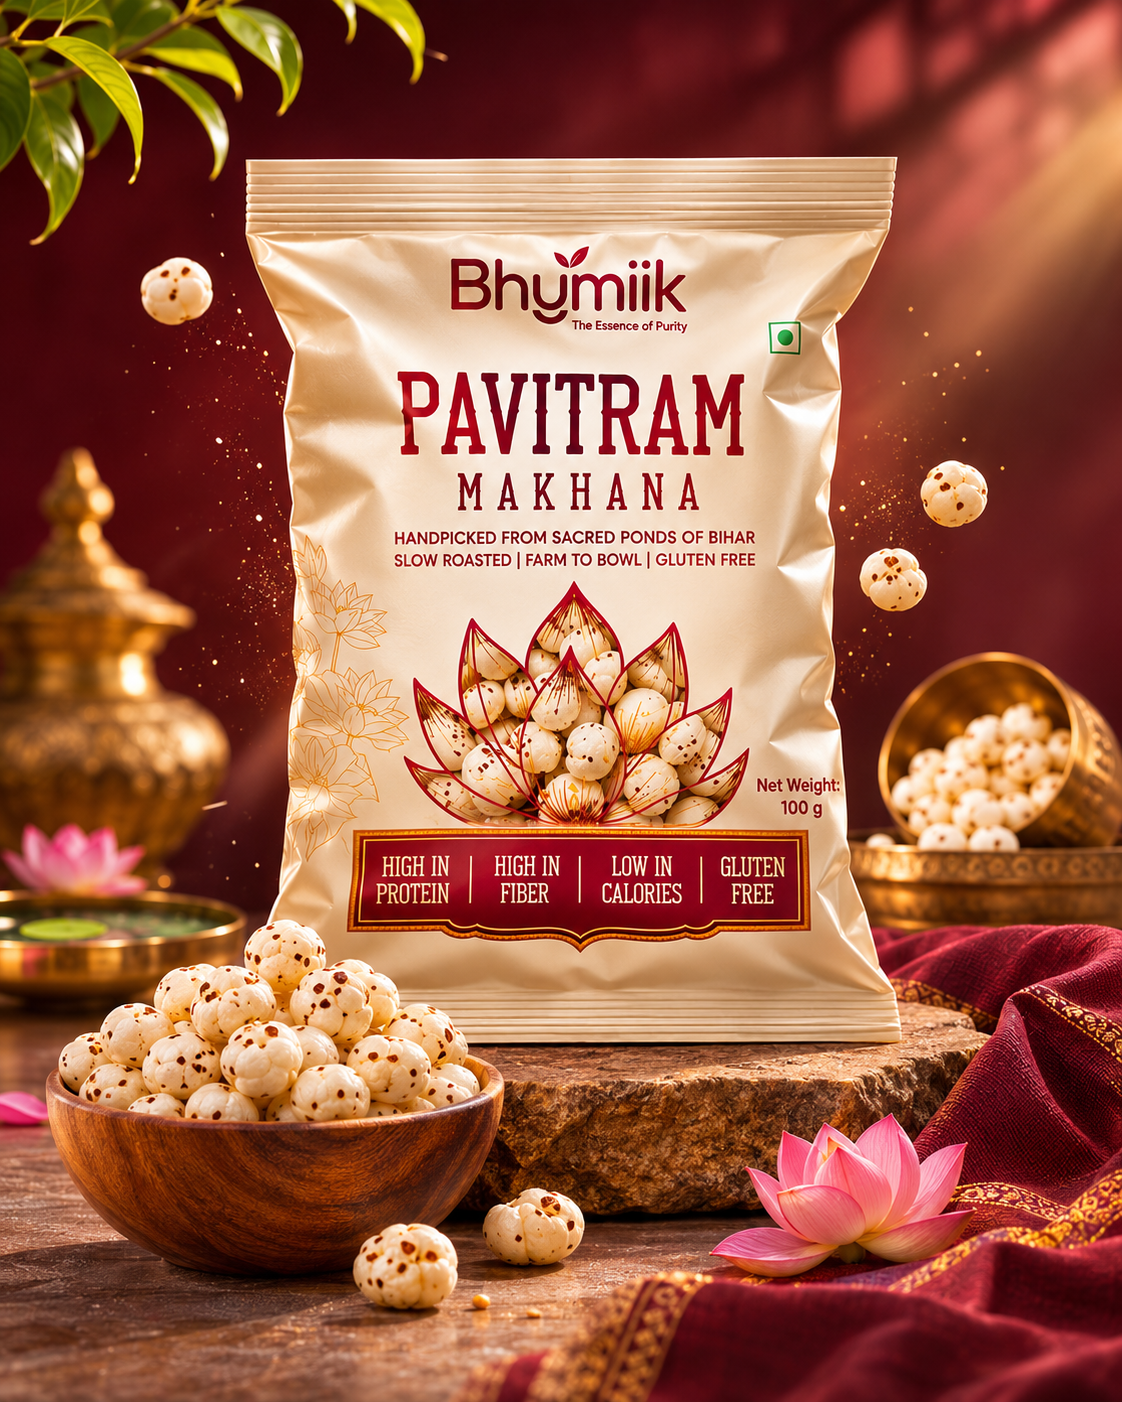 Bhymiik
The Essence of Purity
PAVITRAM
MAKHANA
HANDPICKED FROM SACRED PONDS OF BIHAR
SLOW ROASTED | FARM TO BOWL | GLUTEN FREE
Net Weight:
100 g
HIGH IN PROTEIN | HIGH IN FIBER | LOW IN CALORIES | GLUTEN FREE